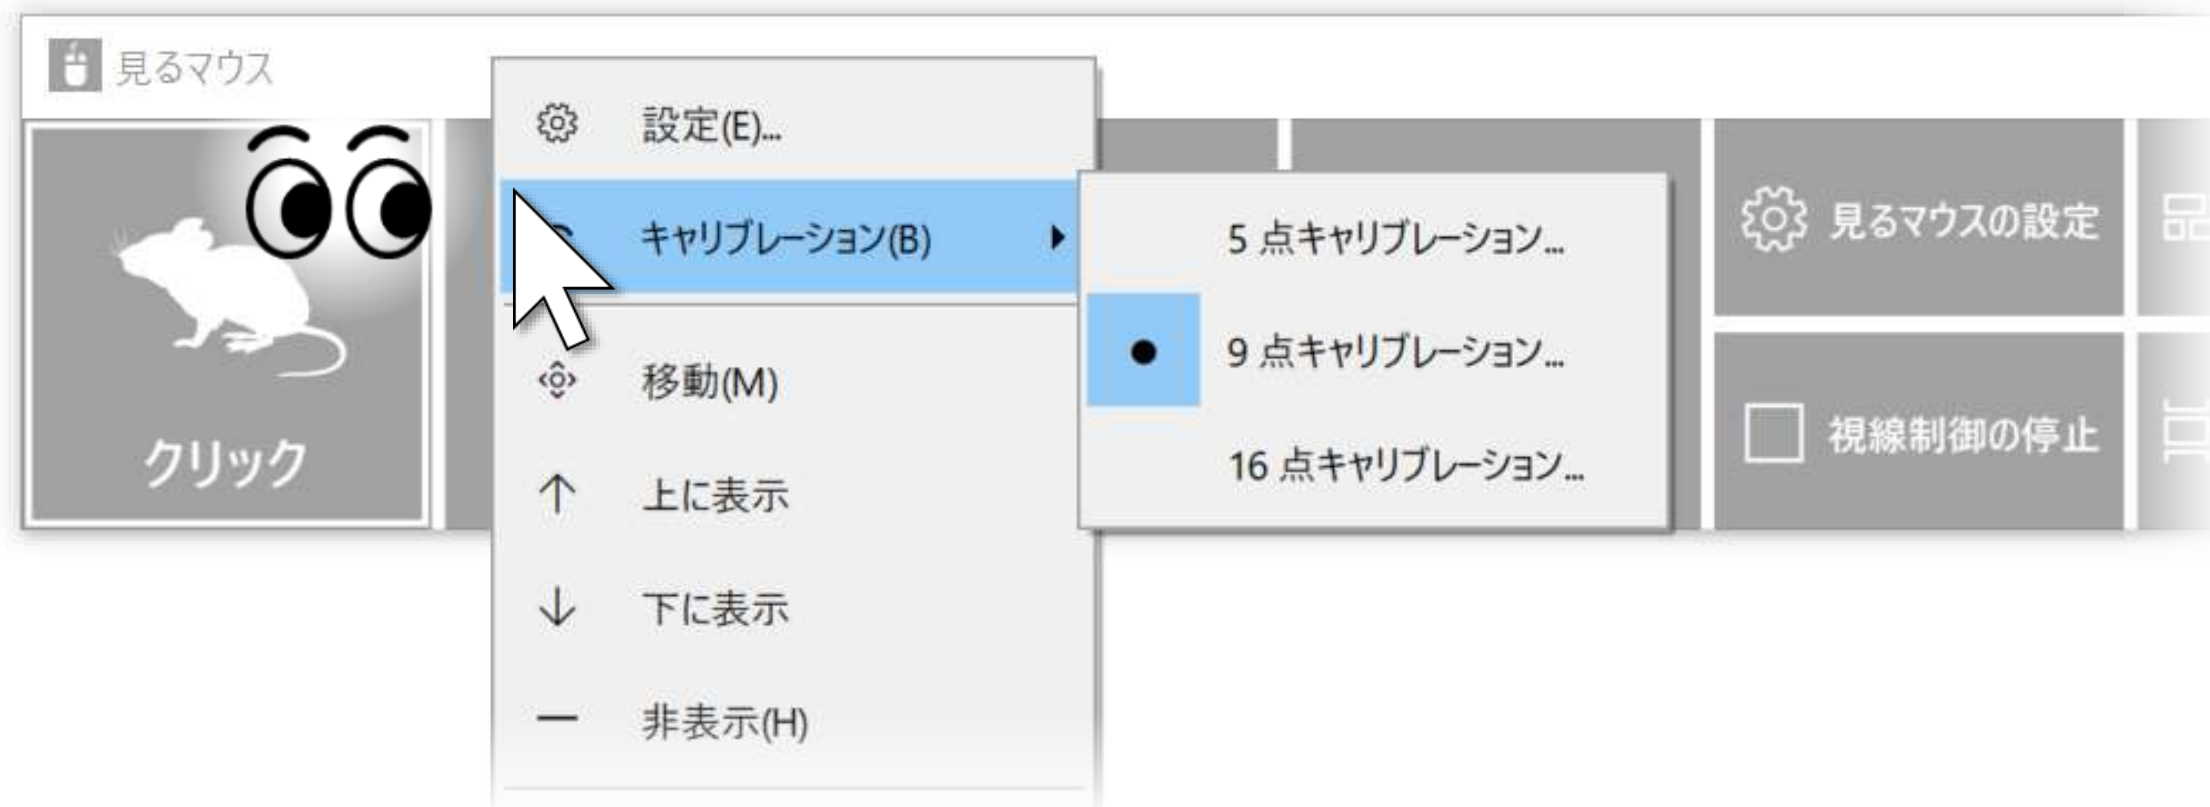 見るマウス
クリック
設定(E)...
キャリブレーション(B)
移動(M)
上に表示
下に表示
非表示(H)
5 点キャリブレーション...
9 点キャリブレーション...
16 点キャリブレーション...
見るマウスの設定
視線制御の停止